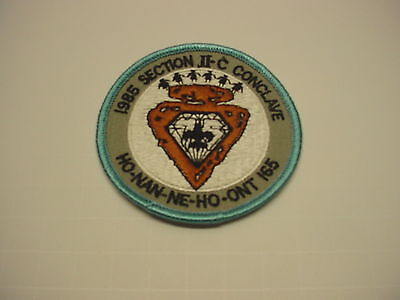 1985 SECTION II-C CONCLAVE
HO-NAN-NE-HO-ONT 165